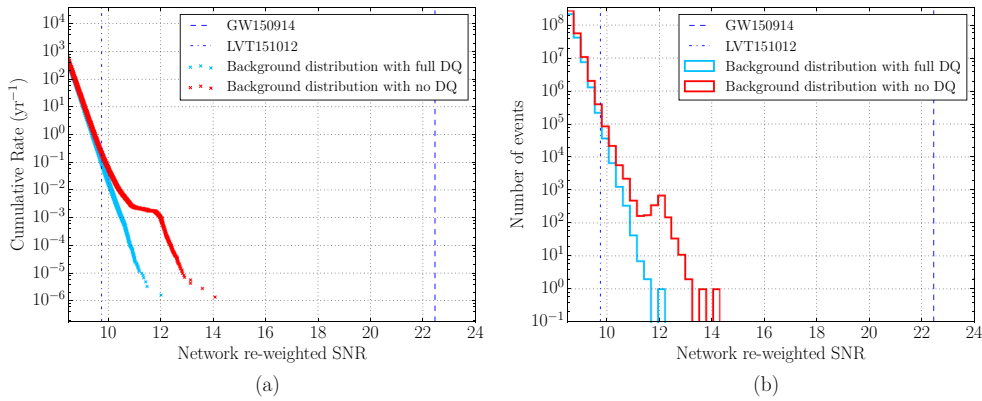 GW150914
LVT151012
Background distribution with full DQ
Background distribution with no DQ
Cumulative Rate (yr⁻¹)
10⁴
10³
10²
10¹
10⁰
10⁻¹
10⁻²
10⁻³
10⁻⁴
10⁻⁵
10⁻⁶
10 12 14 16 18 20 22 24
Network re-weighted SNR
(a)
GW150914
LVT151012
Background distribution with full DQ
Background distribution with no DQ
Number of events
10⁸
10⁷
10⁶
10⁵
10⁴
10³
10²
10¹
10⁰
10⁻¹
10 12 14 16 18 20 22 24
Network re-weighted SNR
(b)